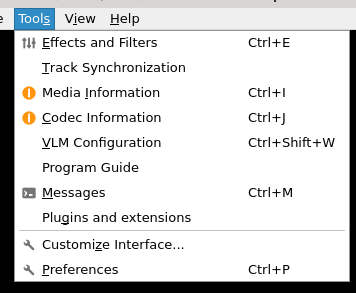 Tools View Help
Effects and Filters Ctrl+E
Track Synchronization
Media Information Ctrl+I
Codec Information Ctrl+J
VLM Configuration Ctrl+Shift+W
Program Guide
Messages Ctrl+M
Plugins and extensions
Customize Interface...
Preferences Ctrl+P